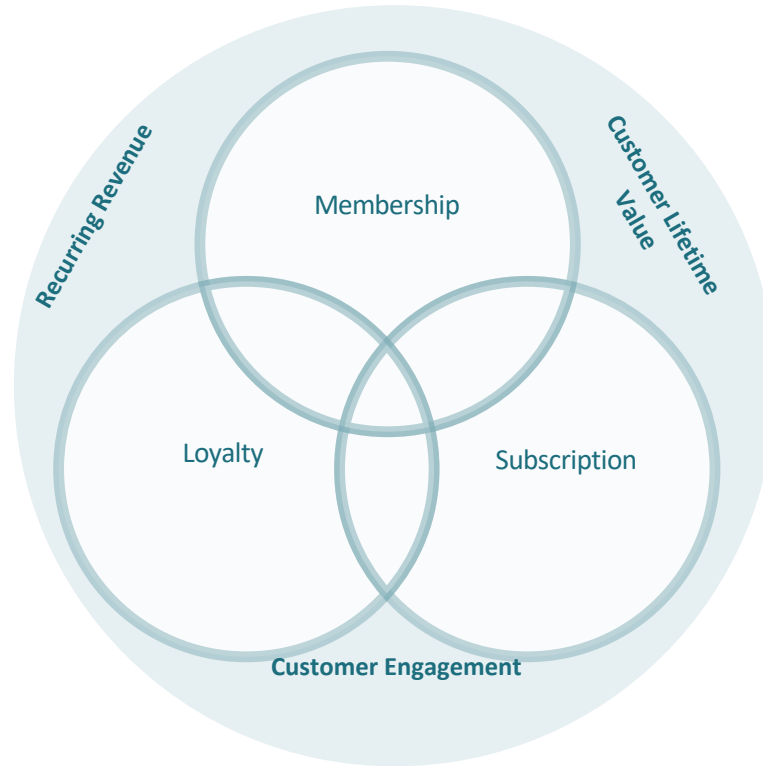 Membership
Recurring Revenue
Customer Lifetime
Value
Loyalty
Subscription
Customer Engagement